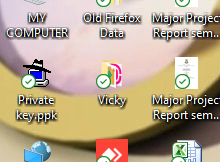 MY
COMPUTER
Old Firefox
Data
Major Project
Report sem...
Private
key.ppk
Vicky
Major Project
Report sem...